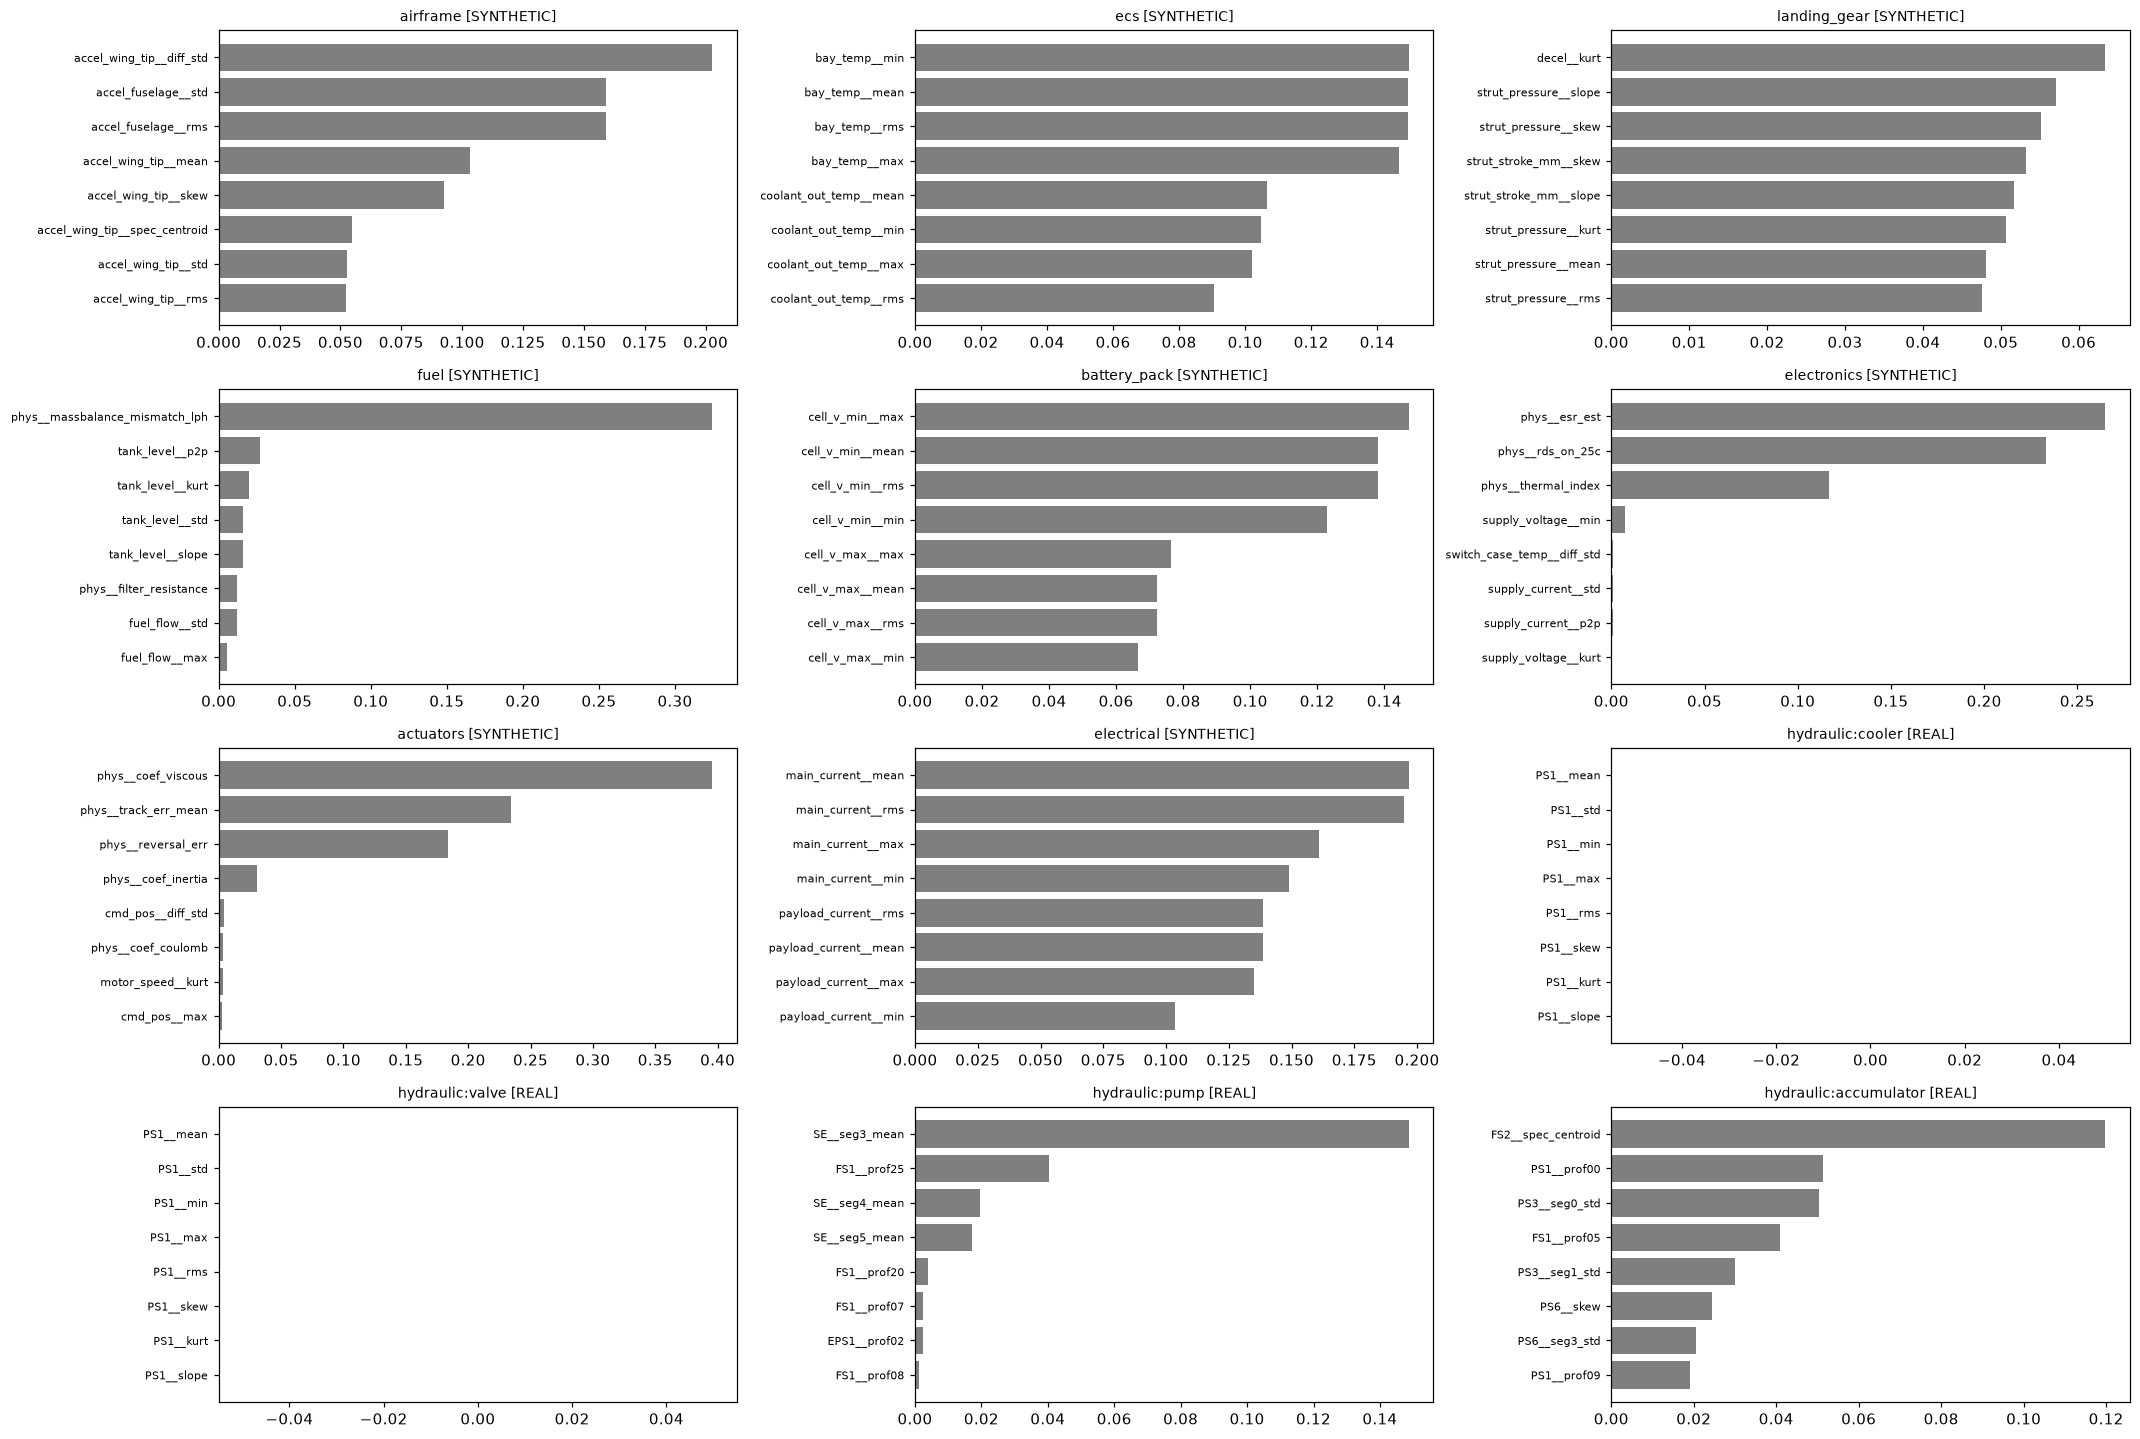 airframe [SYNTHETIC]
accel_wing_tip__diff_std
accel_fuselage__std
accel_fuselage__rms
accel_wing_tip__mean
accel_wing_tip__skew
accel_wing_tip__spec_centroid
accel_wing_tip__std
accel_wing_tip__rms
0.000 0.025 0.050 0.075 0.100 0.125 0.150 0.175 0.200
ecs [SYNTHETIC]
bay_temp__min
bay_temp__mean
bay_temp__rms
bay_temp__max
coolant_out_temp__mean
coolant_out_temp__min
coolant_out_temp__max
coolant_out_temp__rms
0.00 0.02 0.04 0.06 0.08 0.10 0.12 0.14
landing_gear [SYNTHETIC]
decel__kurt
strut_pressure__slope
strut_pressure__skew
strut_stroke_mm__skew
strut_stroke_mm__slope
strut_pressure__kurt
strut_pressure__mean
strut_pressure__rms
0.00 0.01 0.02 0.03 0.04 0.05 0.06
fuel [SYNTHETIC]
phys__massbalance_mismatch_lph
tank_level__p2p
tank_level__kurt
tank_level__std
tank_level__slope
phys__filter_resistance
fuel_flow__std
fuel_flow__max
0.00 0.05 0.10 0.15 0.20 0.25 0.30
battery_pack [SYNTHETIC]
cell_v_min__max
cell_v_min__mean
cell_v_min__rms
cell_v_min__min
cell_v_max__max
cell_v_max__mean
cell_v_max__rms
cell_v_max__min
0.00 0.02 0.04 0.06 0.08 0.10 0.12 0.14
electronics [SYNTHETIC]
phys__esr_est
phys__rds_on_25c
phys__thermal_index
supply_voltage__min
switch_case_temp__diff_std
supply_current__std
supply_current__p2p
supply_voltage__kurt
0.00 0.05 0.10 0.15 0.20 0.25
actuators [SYNTHETIC]
phys__coef_viscous
phys__track_err_mean
phys__reversal_err
phys__coef_inertia
cmd_pos__diff_std
phys__coef_coulomb
motor_speed__kurt
cmd_pos__max
0.00 0.05 0.10 0.15 0.20 0.25 0.30 0.35 0.40
electrical [SYNTHETIC]
main_current__mean
main_current__rms
main_current__max
main_current__min
payload_current__rms
payload_current__mean
payload_current__max
payload_current__min
0.000 0.025 0.050 0.075 0.100 0.125 0.150 0.175 0.200
hydraulic:cooler [REAL]
PS1__mean
PS1__std
PS1__min
PS1__max
PS1__rms
PS1__skew
PS1__kurt
PS1__slope
−0.04 −0.02 0.00 0.02 0.04
hydraulic:valve [REAL]
PS1__mean
PS1__std
PS1__min
PS1__max
PS1__rms
PS1__skew
PS1__kurt
PS1__slope
−0.04 −0.02 0.00 0.02 0.04
hydraulic:pump [REAL]
SE__seg3_mean
FS1__prof25
SE__seg4_mean
SE__seg5_mean
FS1__prof20
FS1__prof07
EPS1__prof02
FS1__prof08
0.00 0.02 0.04 0.06 0.08 0.10 0.12 0.14
hydraulic:accumulator [REAL]
FS2__spec_centroid
PS1__prof00
PS3__seg0_std
FS1__prof05
PS3__seg1_std
PS6__skew
PS6__seg3_std
PS1__prof09
0.00 0.02 0.04 0.06 0.08 0.10 0.12